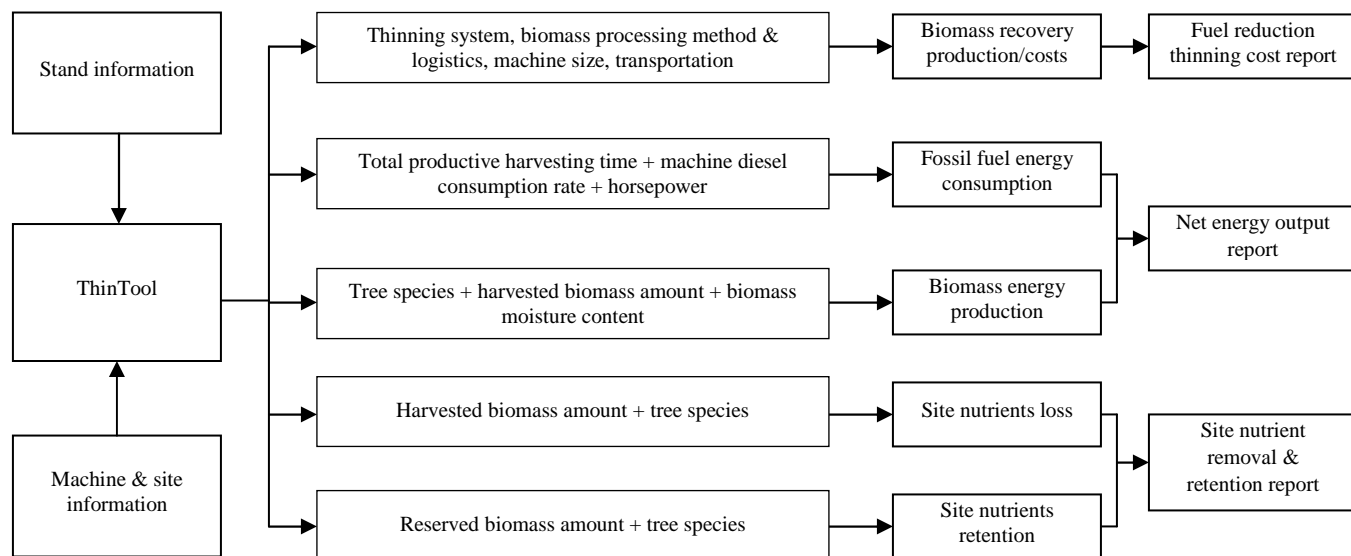 Stand information
ThinTool
Machine & site
information
Thinning system, biomass processing method &
logistics, machine size, transportation
Biomass recovery
production/costs
Fuel reduction
thinning cost report
Total productive harvesting time + machine diesel
consumption rate + horsepower
Fossil fuel energy
consumption
Tree species + harvested biomass amount + biomass
moisture content
Biomass energy
production
Net energy output
report
Harvested biomass amount + tree species
Site nutrients loss
Reserved biomass amount + tree species
Site nutrients
retention
Site nutrient
removal &
retention report